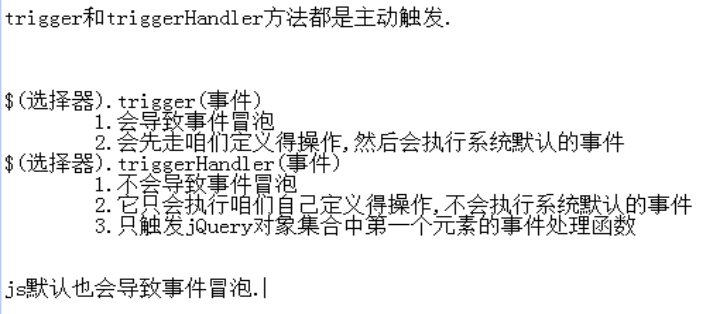 trigger和triggerHandler方法都是主动触发.
$(选择器).trigger(事件)
1.会导致事件冒泡
2.会先走咱们定义得操作,然后会执行系统默认的事件
$(选择器).triggerHandler(事件)
1.不会导致事件冒泡
2.它只会执行咱们自己定义得操作,不会执行系统默认的事件
3.只触发jQuery对象集合中第一个元素的事件处理函数
js默认也会导致事件冒泡.